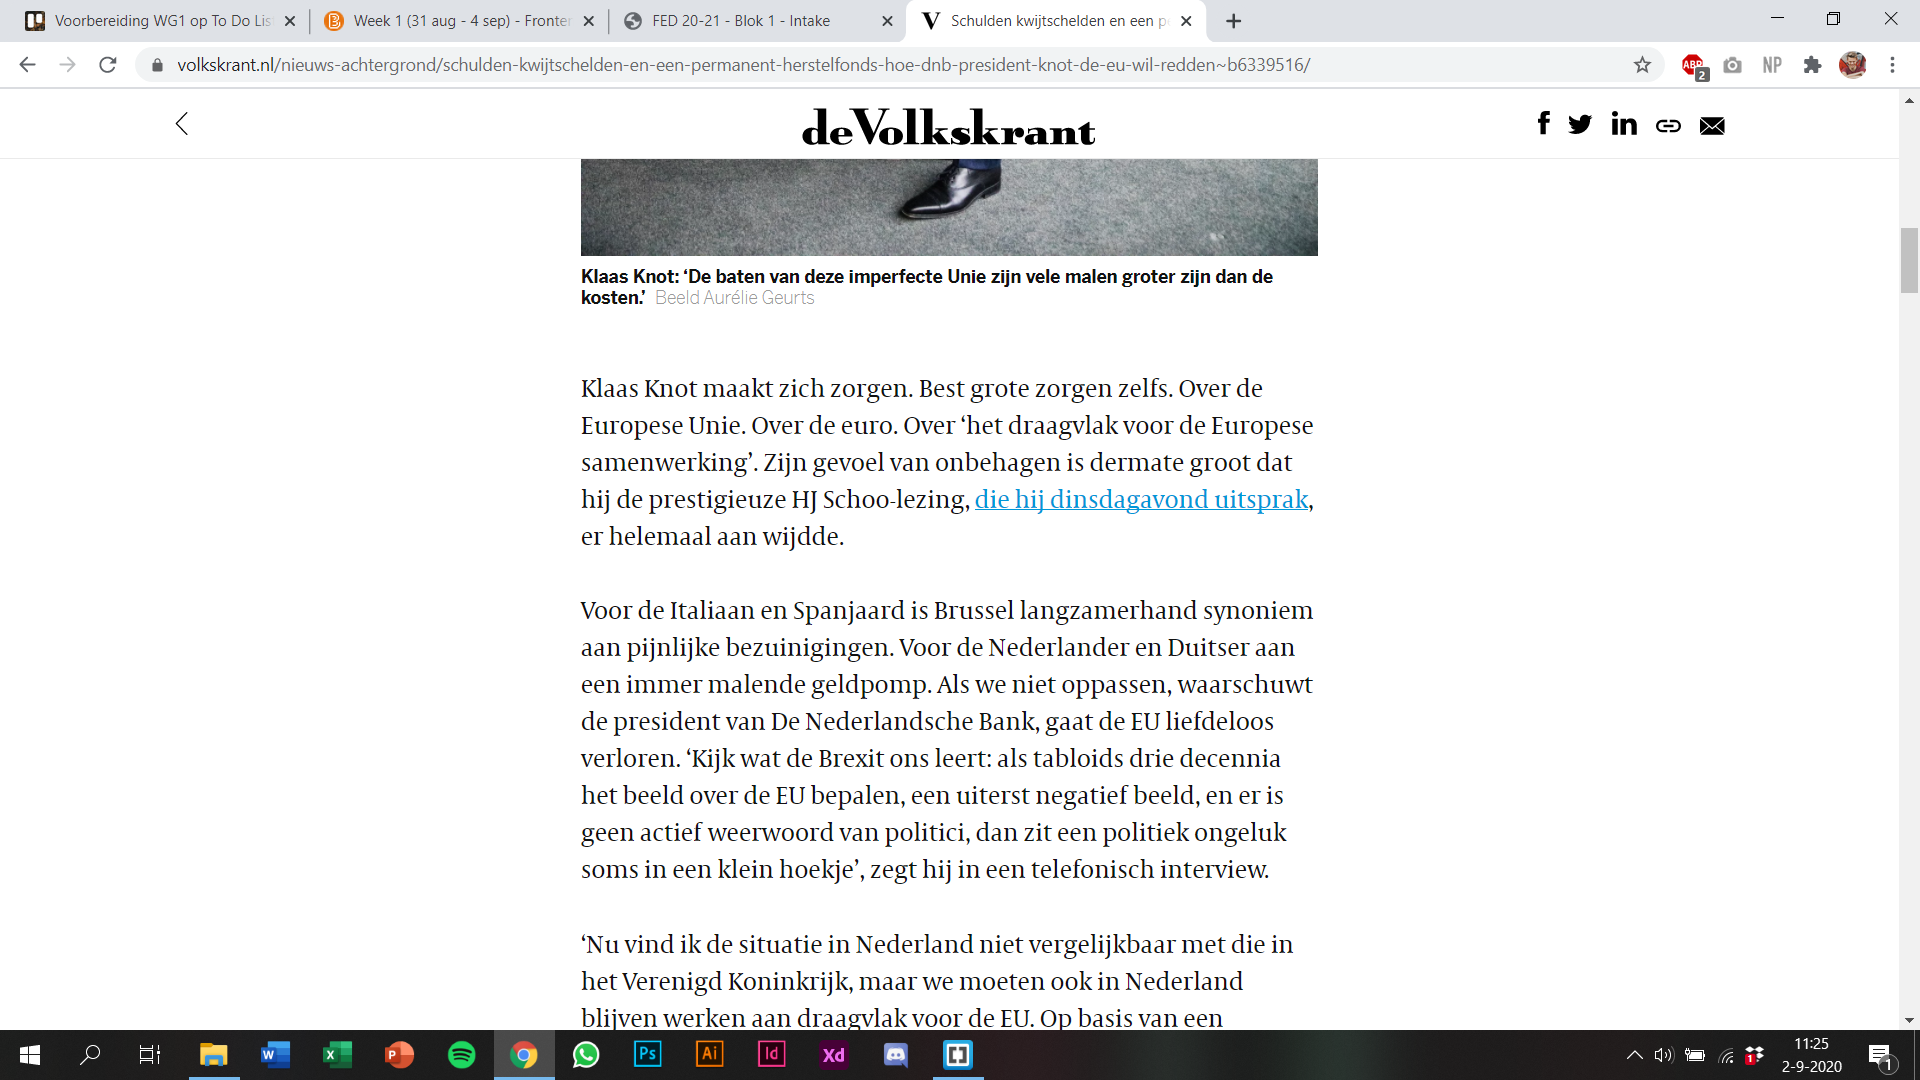 Voorbereiding WG1 op To Do Lis
Week 1 (31 aug - 4 sep) - Fronte
FED 20-21 - Blok 1 - Intake
Schulden kwijtschelden en een p
volkskrant.nl/nieuws-achtergrond/schulden-kwijtschelden-en-een-permanent-herstelfonds-hoe-dnb-president-knot-de-eu-wil-redden~b6339516/
ABP
2
NP
de Volkskrant
Klaas Knot: ‘De baten van deze imperfecte Unie zijn vele malen groter zijn dan de
kosten.’ Beeld Aurélie Geurts
Klaas Knot maakt zich zorgen. Best grote zorgen zelfs. Over de
Europese Unie. Over de euro. Over ‘het draagvlak voor de Europese
samenwerking’. Zijn gevoel van onbehagen is dermate groot dat
hij de prestigieuze HJ Schoo-lezing, die hij dinsdagavond uitsprak,
er helemaal aan wijdde.
Voor de Italiaan en Spanjaard is Brussel langzamerhand synoniem
aan pijnlijke bezuinigingen. Voor de Nederlander en Duitser aan
een immer malende geldpomp. Als we niet oppassen, waarschuwt
de president van De Nederlandsche Bank, gaat de EU liefdeloos
verloren. ‘Kijk wat de Brexit ons leert: als tabloids drie decennia
het beeld over de EU bepalen, een uiterst negatief beeld, en er is
geen actief weerwoord van politici, dan zit een politiek ongeluk
soms in een klein hoekje’, zegt hij in een telefonisch interview.
‘Nu vind ik de situatie in Nederland niet vergelijkbaar met die in
het Verenigd Koninkrijk, maar we moeten ook in Nederland
blijven werken aan draagvlak voor de EU. Op basis van een
Ps
Ai
Id
Xd
1
11:25
2-9-2020
1